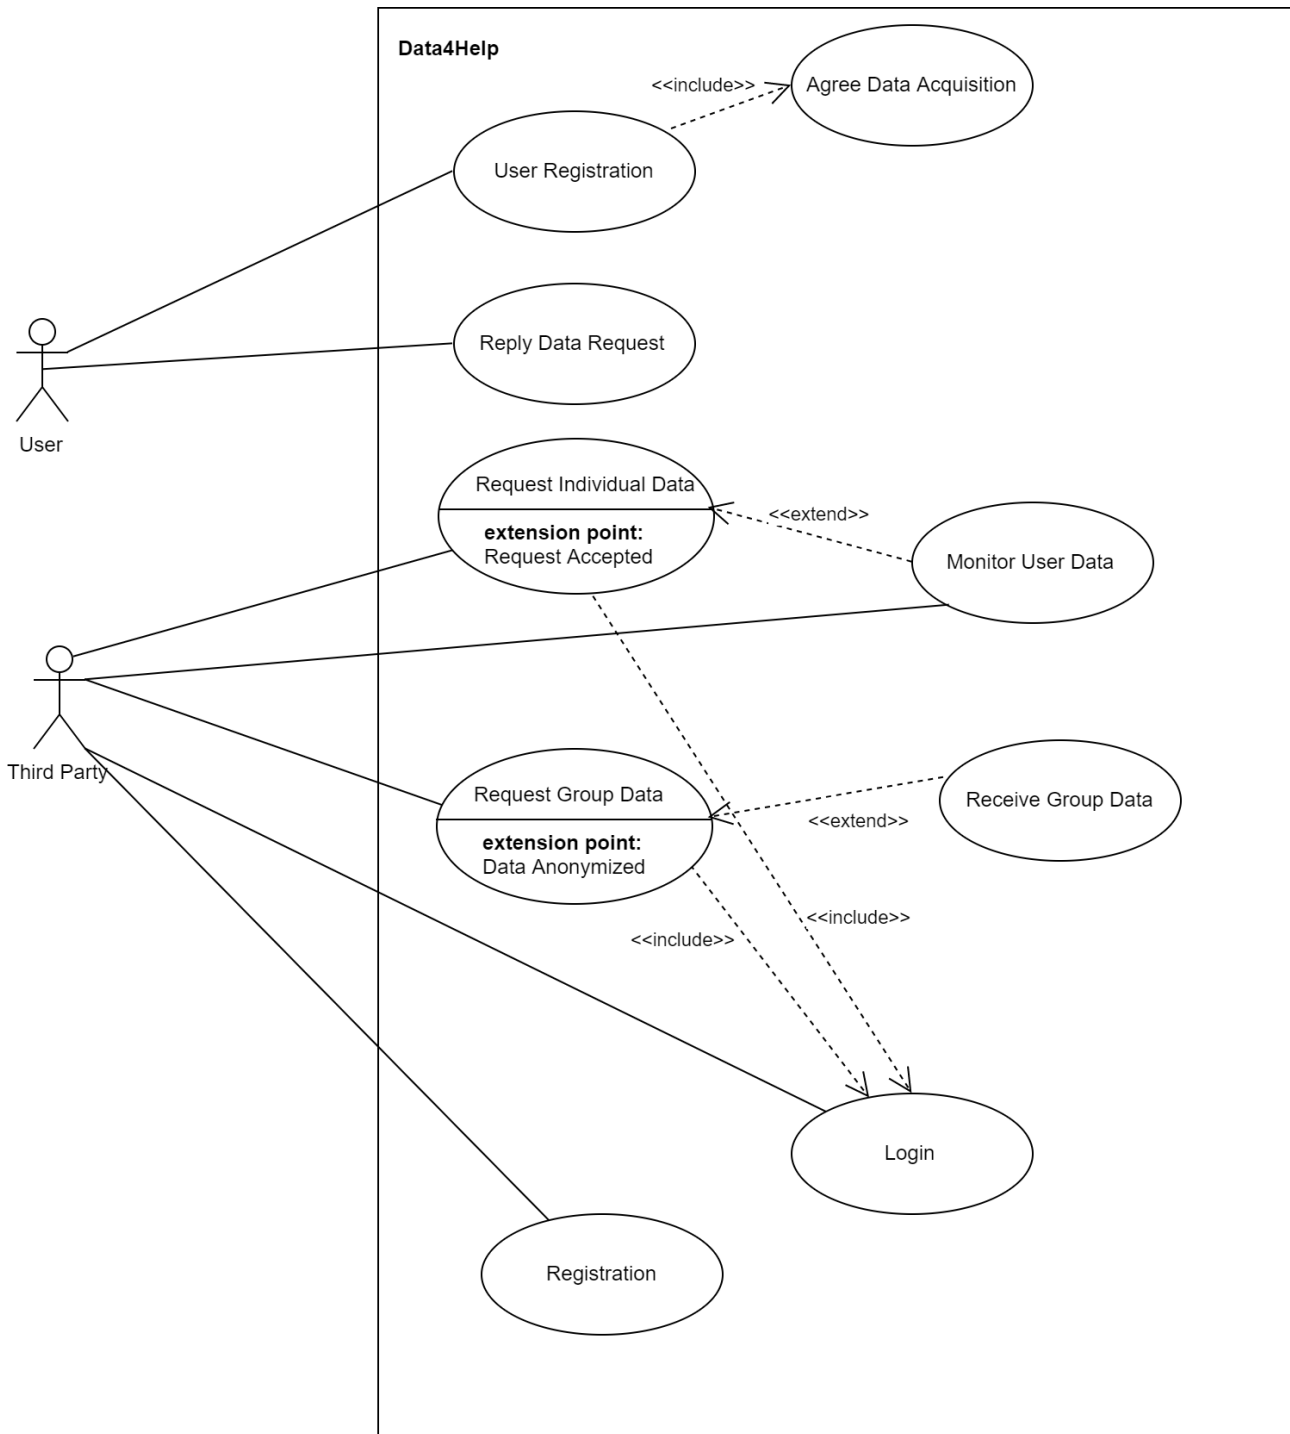 Data4Help
<<include>>
Agree Data Acquisition
User Registration
Reply Data Request
User
Request Individual Data
extension point:
Request Accepted
<<extend>>
Monitor User Data
Third Party
Request Group Data
extension point:
Data Anonymized
<<extend>>
Receive Group Data
<<include>>
<<include>>
Login
Registration